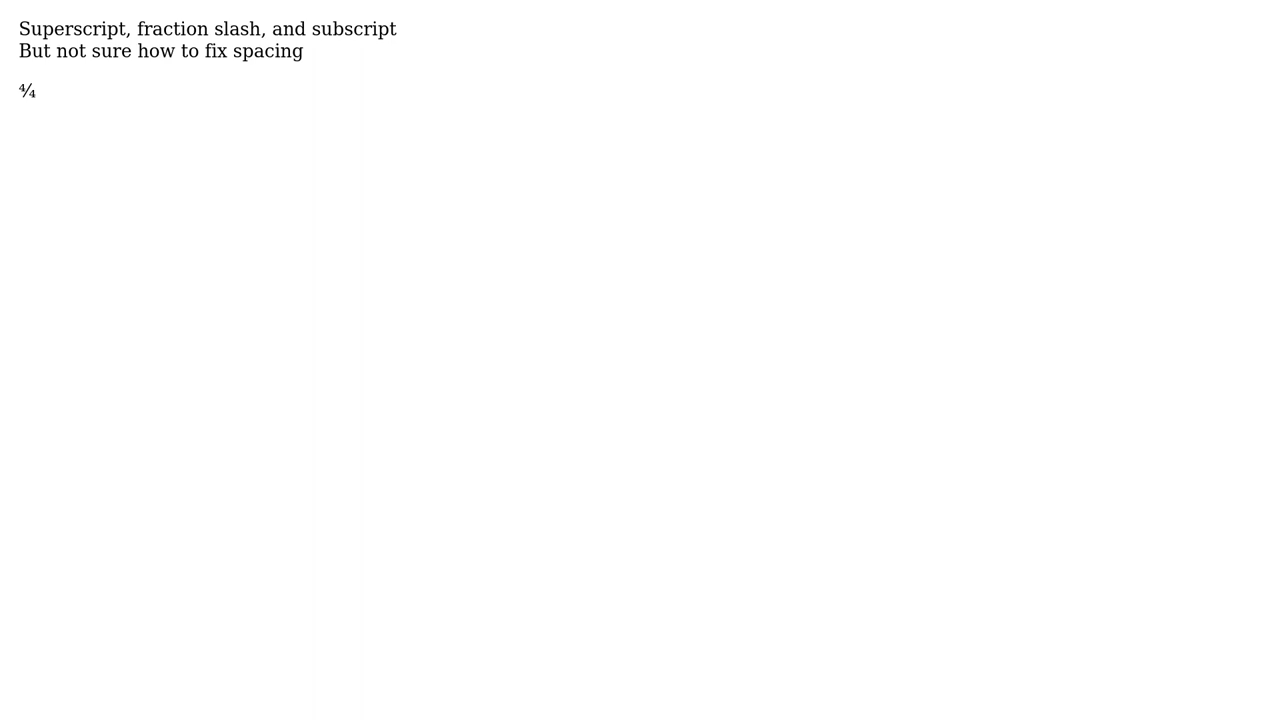 Superscript, fraction slash, and subscript
But not sure how to fix spacing
⁴⁄₄